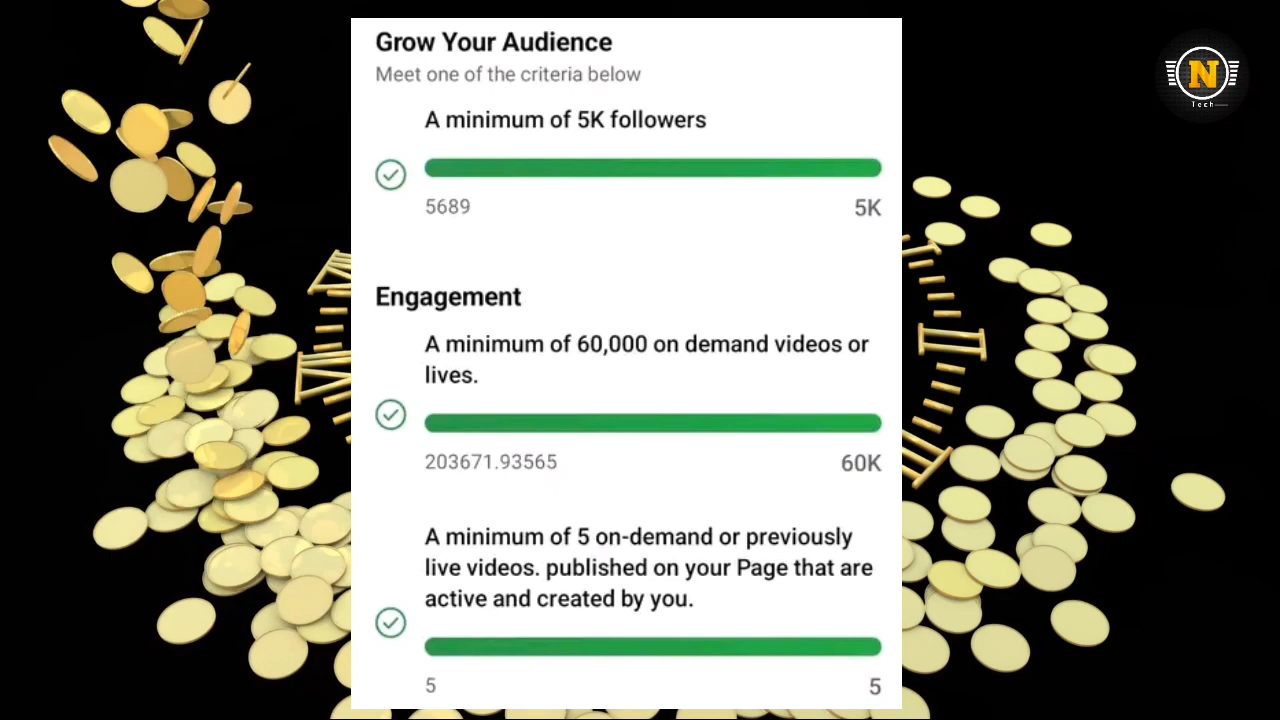 Grow Your Audience
Meet one of the criteria below
A minimum of 5K followers
5689 5K
Engagement
A minimum of 60,000 on demand videos or
lives.
203671.93565 60K
A minimum of 5 on-demand or previously
live videos. published on your Page that are
active and created by you.
5 5
N
Tech